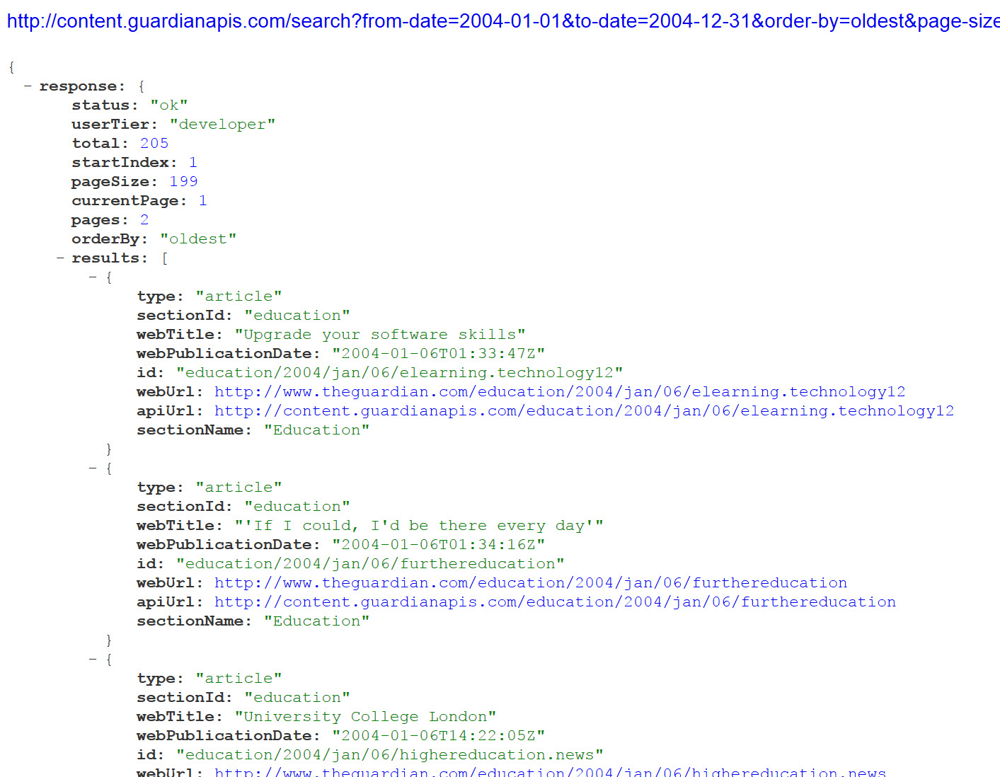 http://content.guardianapis.com/search?from-date=2004-01-01&to-date=2004-12-31&order-by=oldest&page-size
{
- response: {
status: "ok"
userTier: "developer"
total: 205
startIndex: 1
pageSize: 199
currentPage: 1
pages: 2
orderBy: "oldest"
- results: [
- {
type: "article"
sectionId: "education"
webTitle: "Upgrade your software skills"
webPublicationDate: "2004-01-06T01:33:47Z"
id: "education/2004/jan/06/elearning.technology12"
webUrl: http://www.theguardian.com/education/2004/jan/06/elearning.technology12
apiUrl: http://content.guardianapis.com/education/2004/jan/06/elearning.technology12
sectionName: "Education"
}
- {
type: "article"
sectionId: "education"
webTitle: "'If I could, I'd be there every day'"
webPublicationDate: "2004-01-06T01:34:16Z"
id: "education/2004/jan/06/furthereducation"
webUrl: http://www.theguardian.com/education/2004/jan/06/furthereducation
apiUrl: http://content.guardianapis.com/education/2004/jan/06/furthereducation
sectionName: "Education"
}
- {
type: "article"
sectionId: "education"
webTitle: "University College London"
webPublicationDate: "2004-01-06T14:22:05Z"
id: "education/2004/jan/06/highereducation.news"
webUrl: http://www.theguardian.com/education/2004/jan/06/highereducation.news